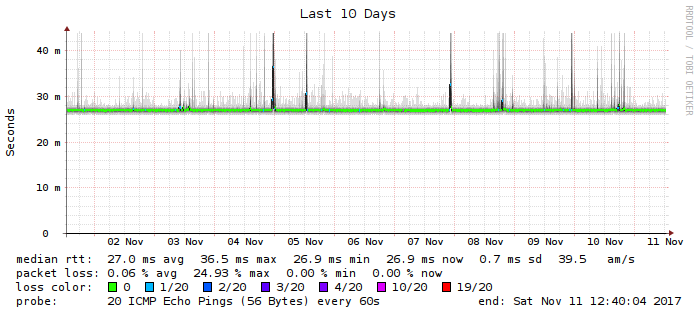 Last 10 Days
RRDTOOL / TOBI OETIKER
Seconds
40 m
30 m
20 m
10 m
0
02 Nov 03 Nov 04 Nov 05 Nov 06 Nov 07 Nov 08 Nov 09 Nov 10 Nov 11 Nov
median rtt: 27.0 ms avg 36.5 ms max 26.9 ms min 26.9 ms now 0.7 ms sd 39.5 am/s
packet loss: 0.06 % avg 24.93 % max 0.00 % min 0.00 % now
loss color: 0 1/20 2/20 3/20 4/20 10/20 19/20
probe: 20 ICMP Echo Pings (56 Bytes) every 60s end: Sat Nov 11 12:40:04 2017